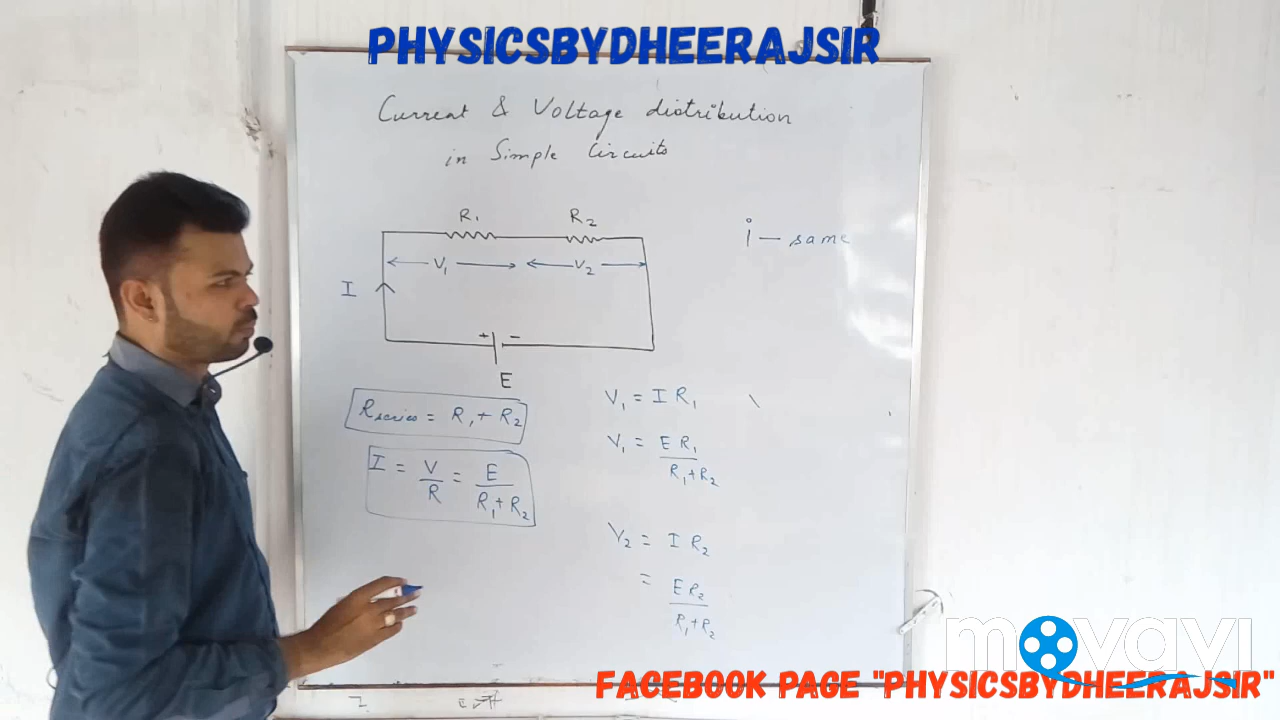 PHYSICSBYDHEERAJSIR
Current & Voltage distribution
in Simple Circuits
R₁ R₂
i — same
V₁ V₂
I
+ −
E
R series = R₁ + R₂
I = V/R = E/(R₁ + R₂)
V₁ = I R₁
V₁ = E R₁/(R₁+R₂)
V₂ = I R₂
= E R₂/(R₁+R₂)
movavi
FACEBOOK PAGE "PHYSICSBYDHEERAJSIR"